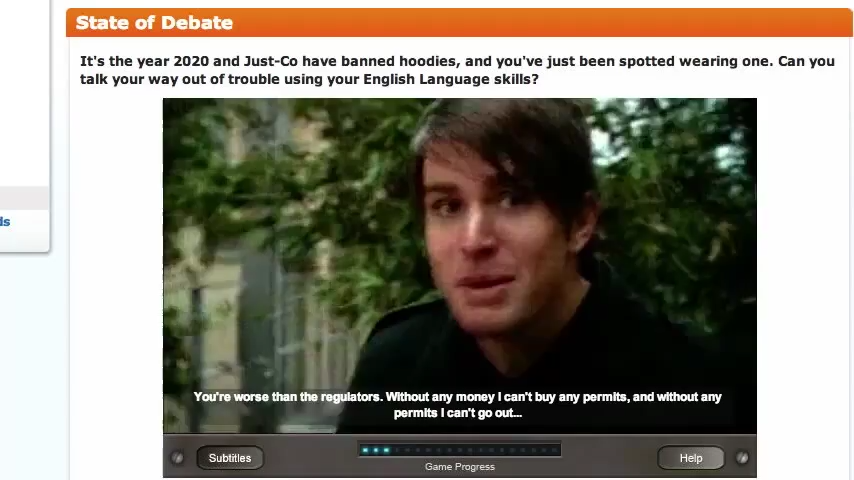 State of Debate
It's the year 2020 and Just-Co have banned hoodies, and you've just been spotted wearing one. Can you
talk your way out of trouble using your English Language skills?
ds
You're worse than the regulators. Without any money I can't buy any permits, and without any
permits I can't go out...
Subtitles
Game Progress
Help